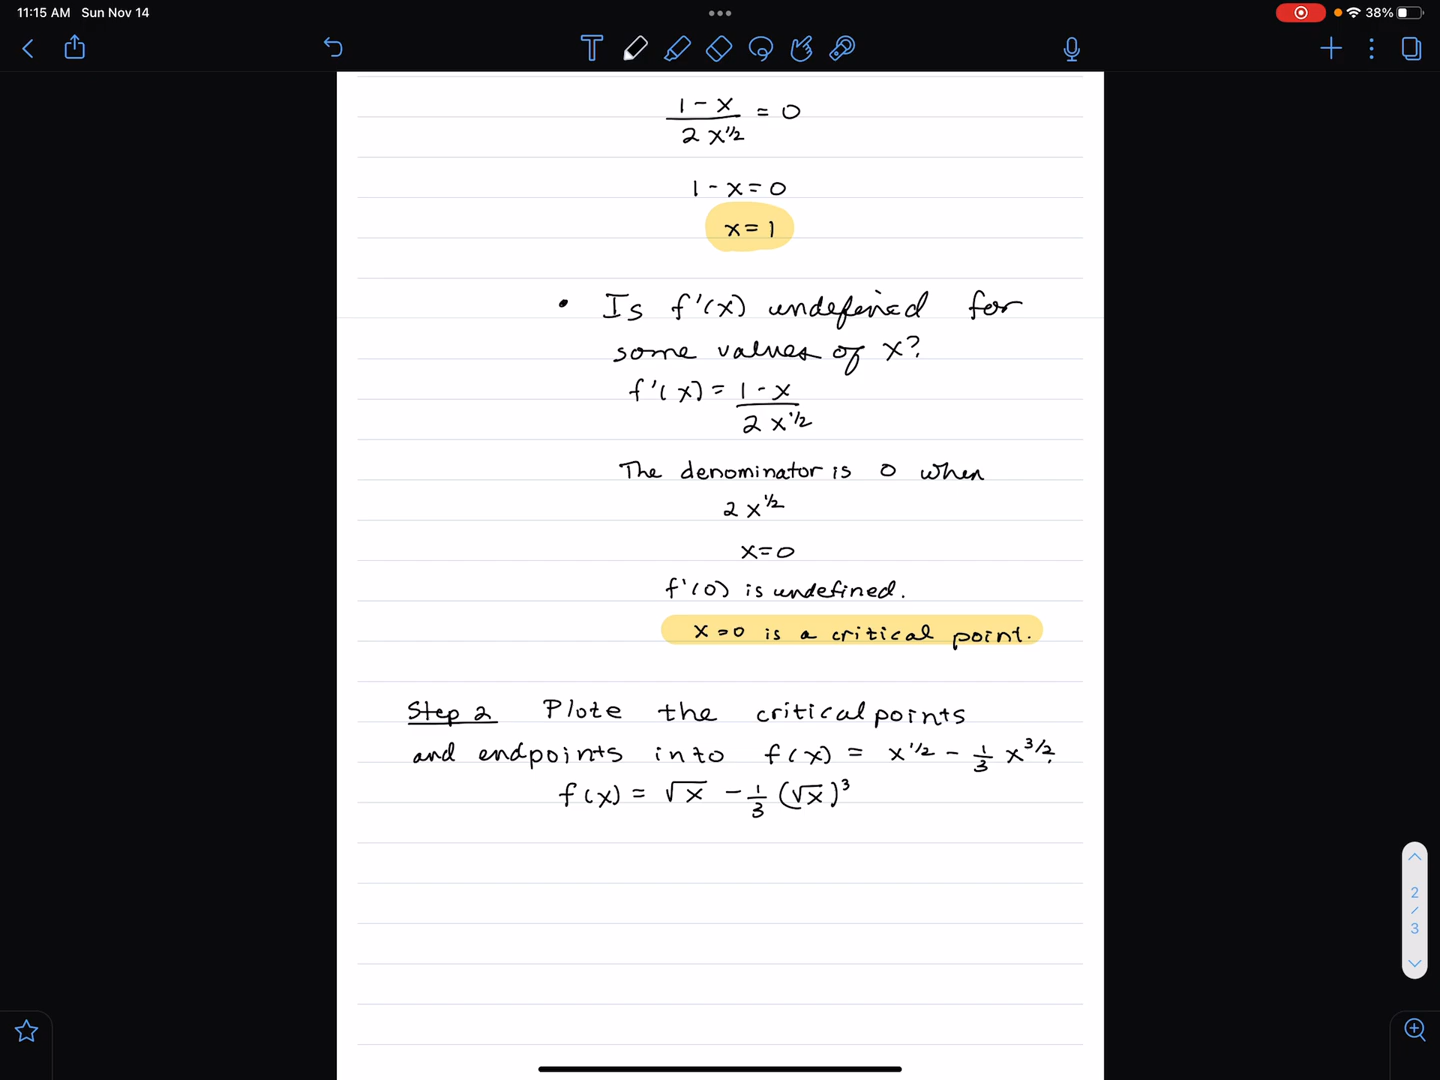 11:15 AM Sun Nov 14
38%
(1 - x) / (2 x^1/2) = 0
1 - x = 0
x = 1
• Is f'(x) undefined for
some values of x?
f'(x) = (1 - x) / (2 x^1/2)
The denominator is 0 when
2 x^1/2
x = 0
f'(0) is undefined.
x = 0 is a critical point.
Step 2 Plote the critical points
and endpoints into f(x) = x^1/2 - 1/3 x^3/2.
f(x) = √x - 1/3 (√x)^3
2
/
3